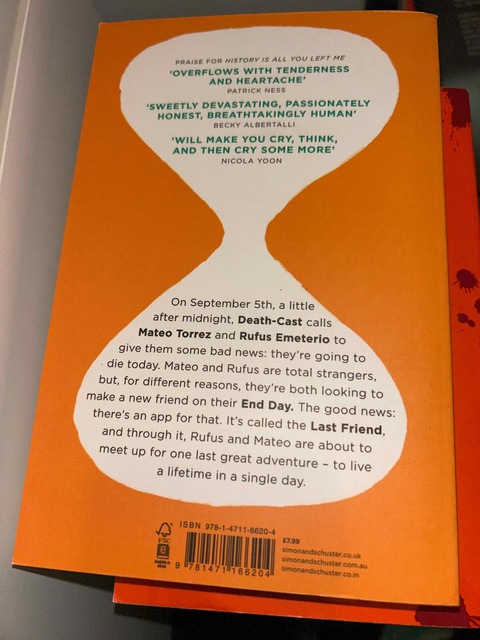 PRAISE FOR HISTORY IS ALL YOU LEFT ME
'OVERFLOWS WITH TENDERNESS
AND HEARTACHE'
PATRICK NESS
'SWEETLY DEVASTATING, PASSIONATELY
HONEST, BREATHTAKINGLY HUMAN'
BECKY ALBERTALLI
'WILL MAKE YOU CRY, THINK,
AND THEN CRY SOME MORE'
NICOLA YOON
On September 5th, a little
after midnight, Death-Cast calls
Mateo Torrez and Rufus Emeterio to
give them some bad news: they're going to
die today. Mateo and Rufus are total strangers,
but, for different reasons, they're both looking to
make a new friend on their End Day. The good news:
there's an app for that. It's called the Last Friend,
and through it, Rufus and Mateo are about to
meet up for one last great adventure – to live
a lifetime in a single day.
FSC
ISBN 978-1-4711-6620-4
9 781471 166204
£7.99
simonandschuster.co.uk
simonandschuster.com.au
simonandschuster.co.in